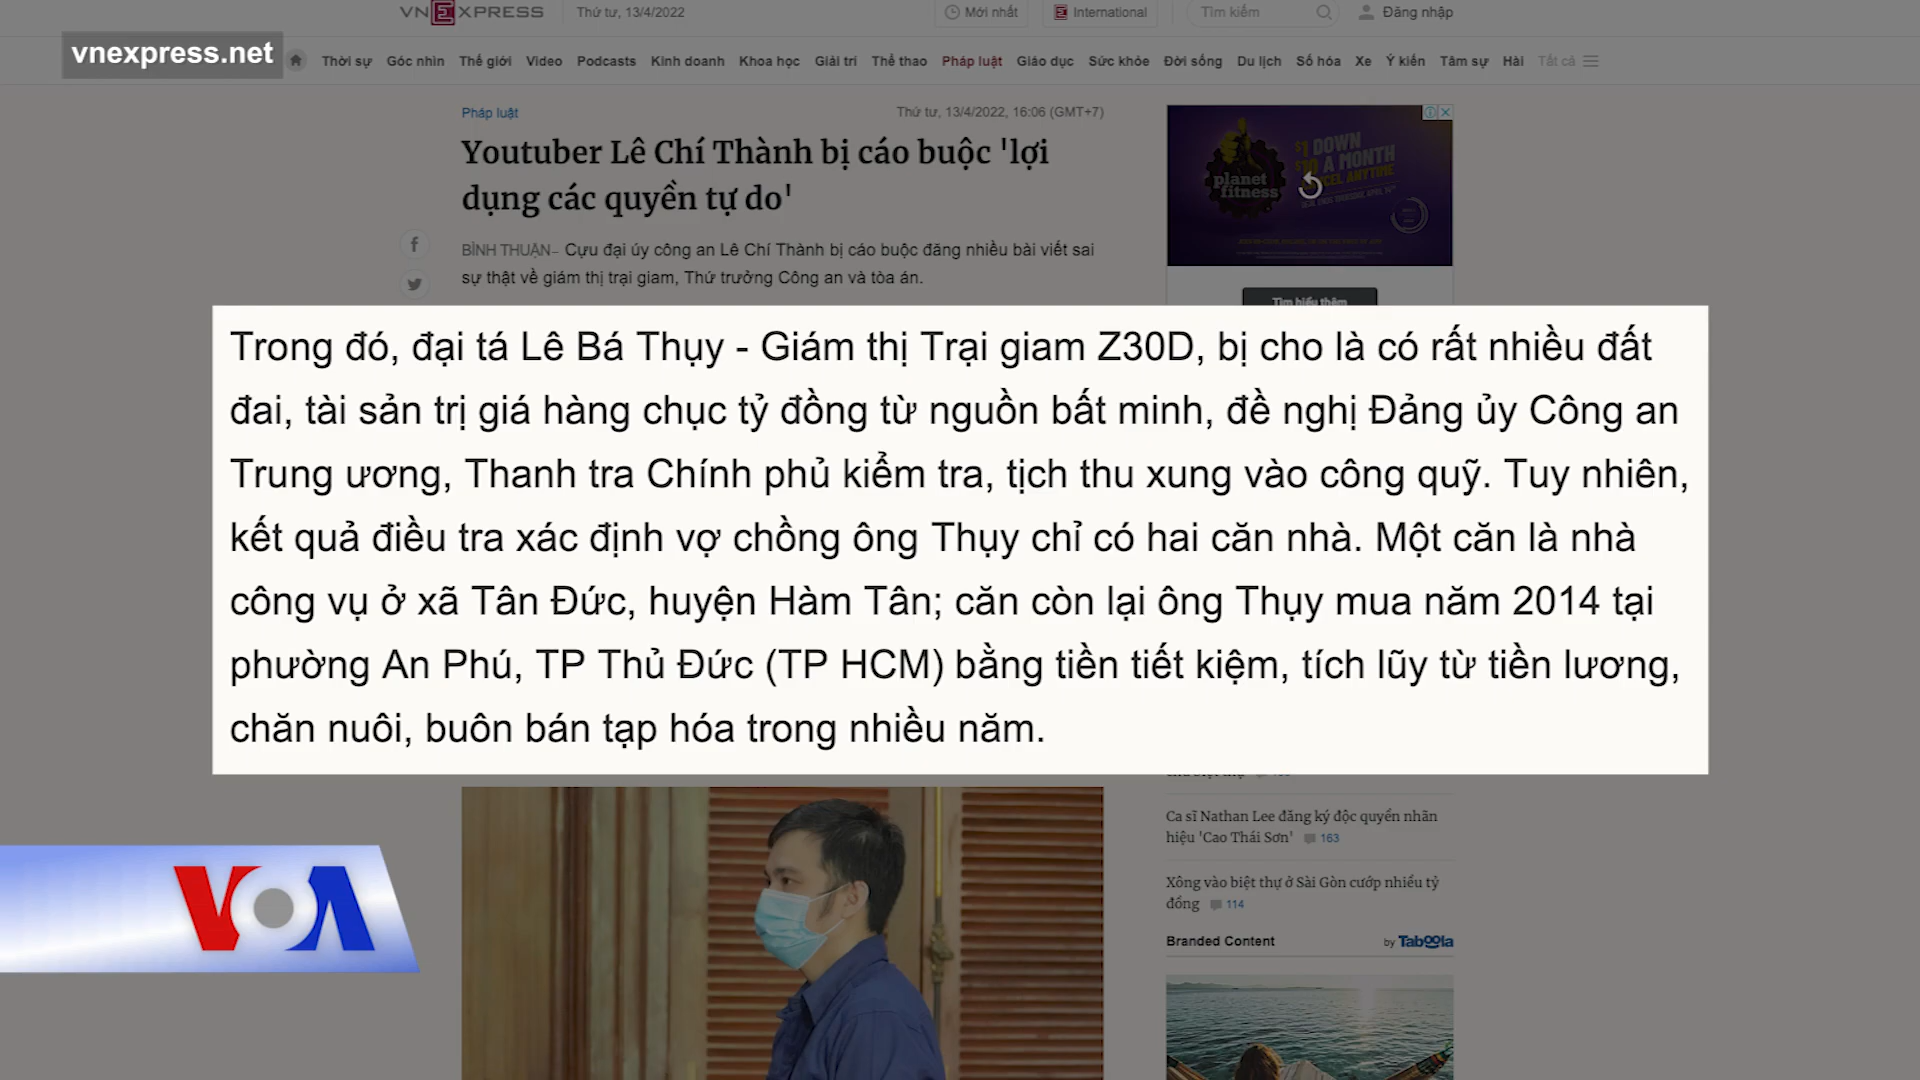 VNEXPRESS
Thứ tư, 13/4/2022
Mới nhất
International
Tìm kiếm
Đăng nhập
vnexpress.net
Thời sự Góc nhìn Thế giới Video Podcasts Kinh doanh Khoa học Giải trí Thể thao Pháp luật Giáo dục Sức khỏe Đời sống Du lịch Số hóa Xe Ý kiến Tâm sự Hài Tất cả
Pháp luật
Thứ tư, 13/4/2022, 16:06 (GMT+7)
Youtuber Lê Chí Thành bị cáo buộc 'lợi
dụng các quyền tự do'
BÌNH THUẬN– Cựu đại úy công an Lê Chí Thành bị cáo buộc đăng nhiều bài viết sai
sự thật về giám thị trại giam, Thứ trưởng Công an và tòa án.
planet
fitness
$1 DOWN
A MONTH
ANYTIME
Tìm hiểu thêm
Trong đó, đại tá Lê Bá Thụy - Giám thị Trại giam Z30D, bị cho là có rất nhiều đất
đai, tài sản trị giá hàng chục tỷ đồng từ nguồn bất minh, đề nghị Đảng ủy Công an
Trung ương, Thanh tra Chính phủ kiểm tra, tịch thu xung vào công quỹ. Tuy nhiên,
kết quả điều tra xác định vợ chồng ông Thụy chỉ có hai căn nhà. Một căn là nhà
công vụ ở xã Tân Đức, huyện Hàm Tân; căn còn lại ông Thụy mua năm 2014 tại
phường An Phú, TP Thủ Đức (TP HCM) bằng tiền tiết kiệm, tích lũy từ tiền lương,
chăn nuôi, buôn bán tạp hóa trong nhiều năm.
Ca sĩ Nathan Lee đăng ký độc quyền nhãn
hiệu 'Cao Thái Sơn' 163
Xông vào biệt thự ở Sài Gòn cướp nhiều tỷ
đồng 114
Branded Content
by Taboola
VOA